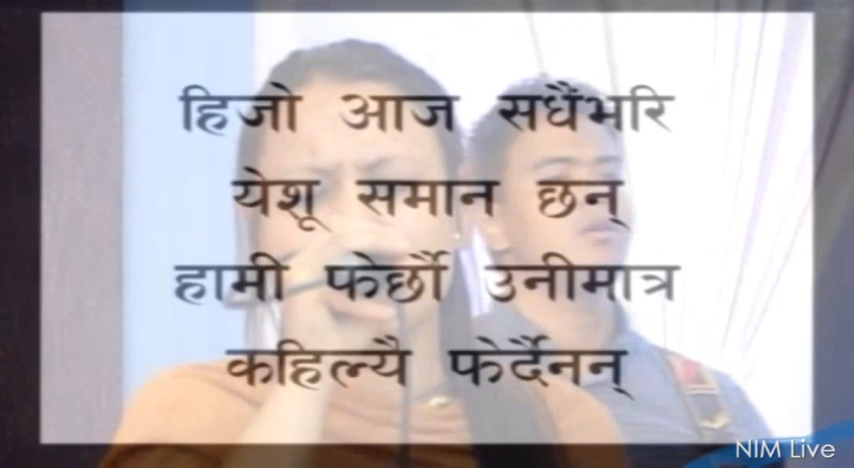 हिजो आज सधैंभरि
येशू समान छन्
हामी फेर्छौं उनीमात्र
कहिल्यै फेर्दैनन्
NIM Live